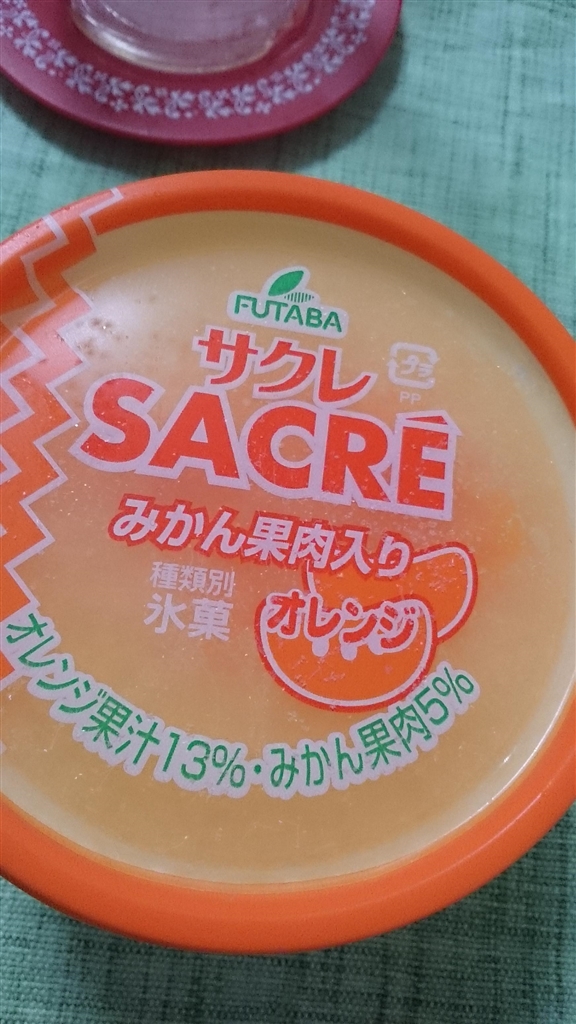 FUTABA
サクレ
プラ
PP
SACRÉ
みかん果肉入り
種類別
氷菓
オレンジ
オレンジ果汁13%・みかん果肉5%